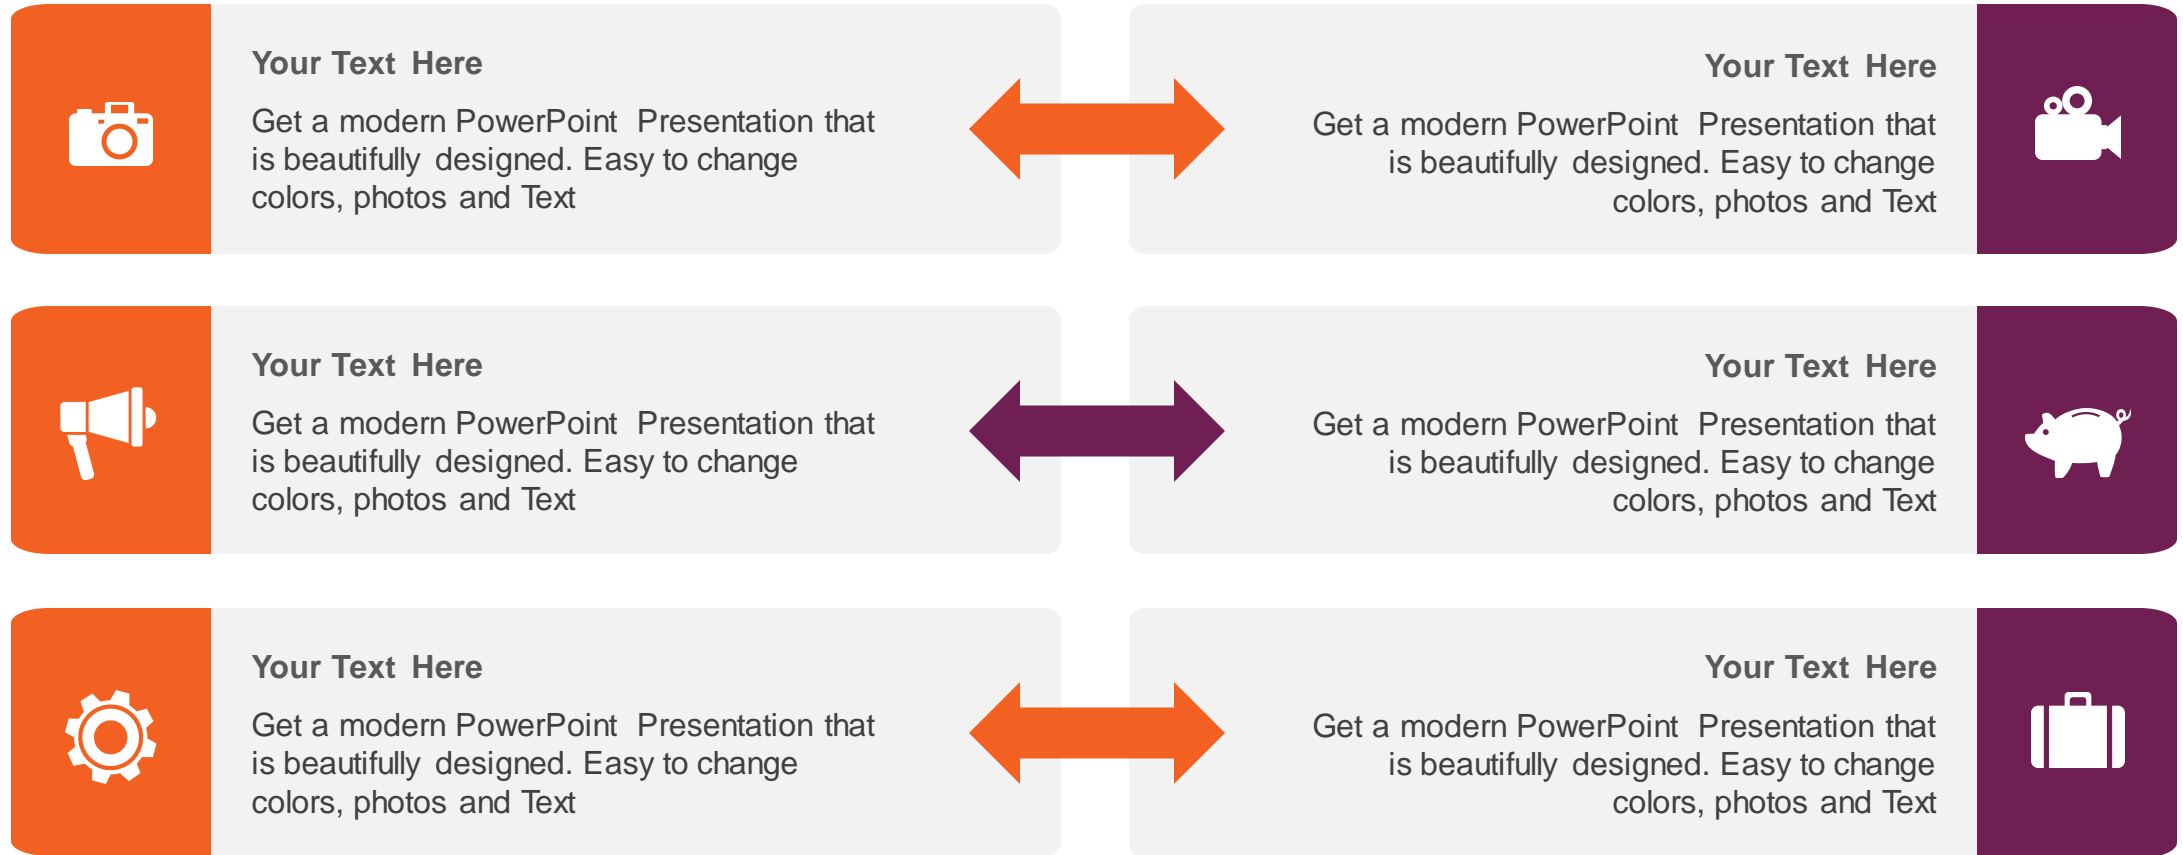 Your Text Here
Get a modern PowerPoint Presentation that
is beautifully designed. Easy to change
colors, photos and Text
Your Text Here
Get a modern PowerPoint Presentation that
is beautifully designed. Easy to change
colors, photos and Text
Your Text Here
Get a modern PowerPoint Presentation that
is beautifully designed. Easy to change
colors, photos and Text
Your Text Here
Get a modern PowerPoint Presentation that
is beautifully designed. Easy to change
colors, photos and Text
Your Text Here
Get a modern PowerPoint Presentation that
is beautifully designed. Easy to change
colors, photos and Text
Your Text Here
Get a modern PowerPoint Presentation that
is beautifully designed. Easy to change
colors, photos and Text